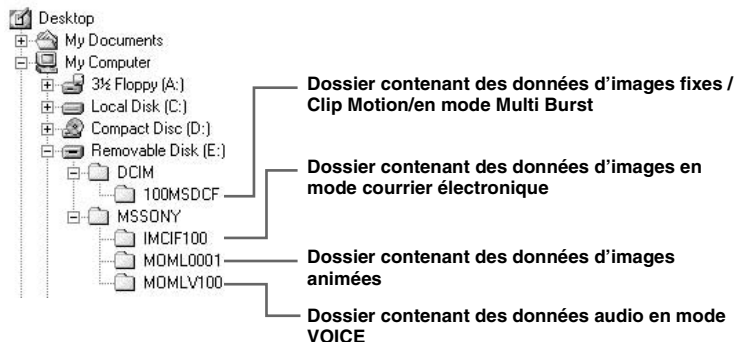 Desktop
My Documents
My Computer
3½ Floppy (A:)
Local Disk (C:)
Compact Disc (D:)
Removable Disk (E:)
DCIM
100MSDCF
MSSONY
IMCIF100
MOML0001
MOMLV100
Dossier contenant des données d'images fixes /
Clip Motion/en mode Multi Burst
Dossier contenant des données d'images en
mode courrier électronique
Dossier contenant des données d'images
animées
Dossier contenant des données audio en mode
VOICE